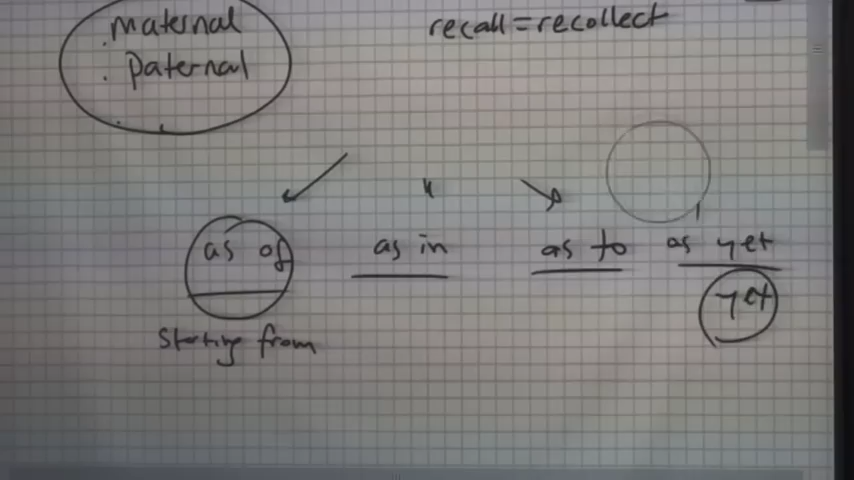 maternal
recall = recollect
. paternal
as of as in as to as yet
yet
Starting from